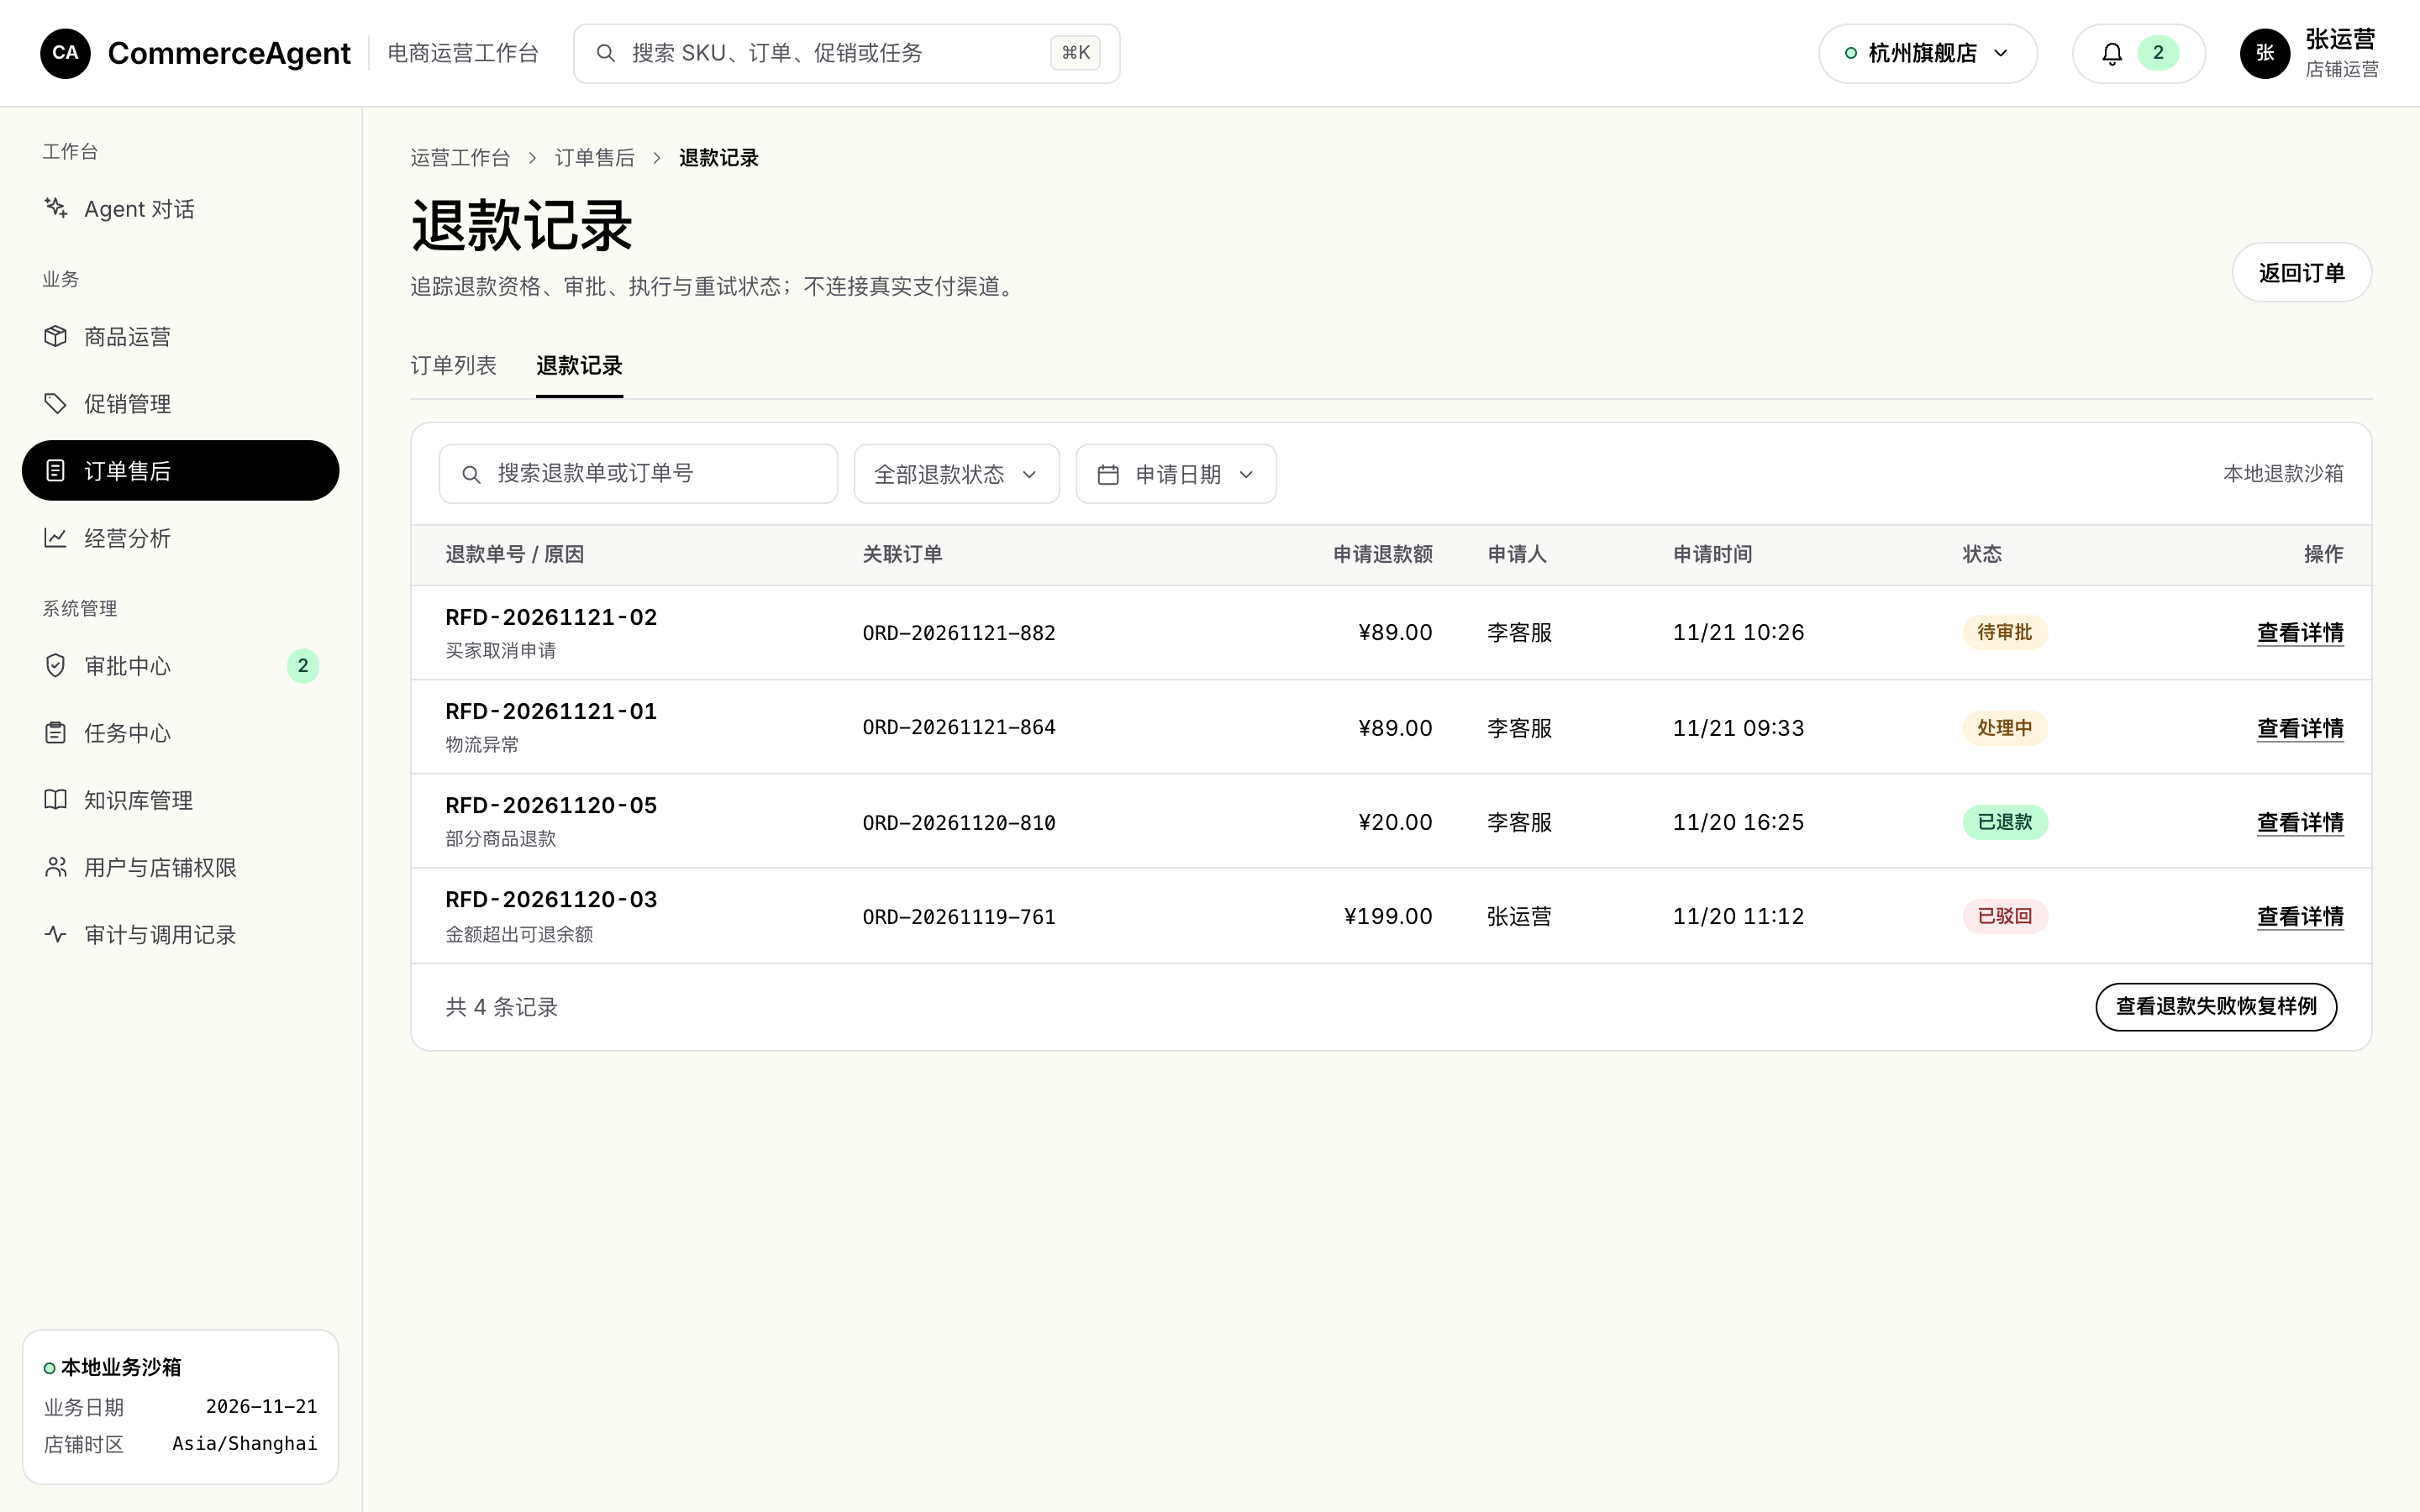 CA CommerceAgent 电商运营工作台 搜索 SKU、订单、促销或任务 ⌘K 杭州旗舰店 2 张 张运营
店铺运营
工作台
Agent 对话
业务
商品运营
促销管理
订单售后
经营分析
系统管理
审批中心 2
任务中心
知识库管理
用户与店铺权限
审计与调用记录
本地业务沙箱
业务日期 2026-11-21
店铺时区 Asia/Shanghai
运营工作台 > 订单售后 > 退款记录
退款记录
追踪退款资格、审批、执行与重试状态；不连接真实支付渠道。
返回订单
订单列表 退款记录
搜索退款单或订单号 全部退款状态 申请日期 本地退款沙箱
退款单号 / 原因 关联订单 申请退款额 申请人 申请时间 状态 操作
RFD-20261121-02 ORD-20261121-882 ¥89.00 李客服 11/21 10:26 待审批 查看详情
买家取消申请
RFD-20261121-01 ORD-20261121-864 ¥89.00 李客服 11/21 09:33 处理中 查看详情
物流异常
RFD-20261120-05 ORD-20261120-810 ¥20.00 李客服 11/20 16:25 已退款 查看详情
部分商品退款
RFD-20261120-03 ORD-20261119-761 ¥199.00 张运营 11/20 11:12 已驳回 查看详情
金额超出可退余额
共 4 条记录 查看退款失败恢复样例